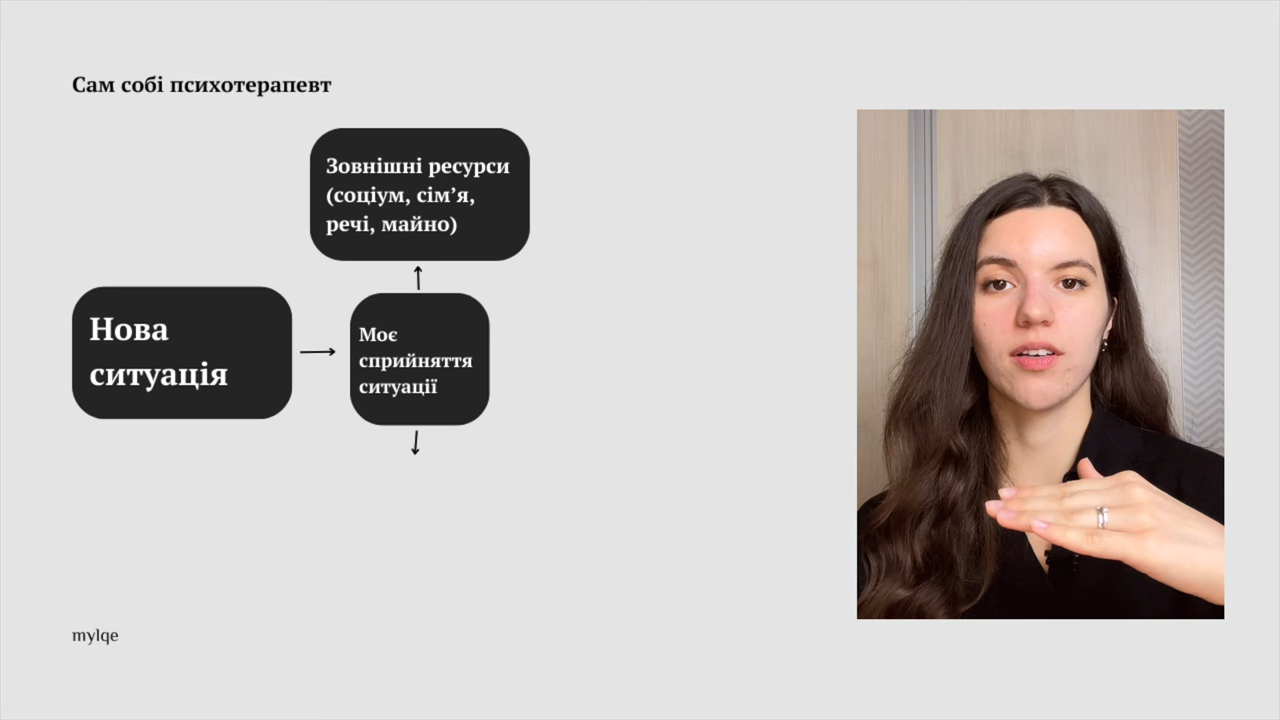 Сам собі психотерапевт
Зовнішні ресурси
(соціум, сім’я,
речі, майно)
Нова
ситуація
Моє
сприйняття
ситуації
mylqe